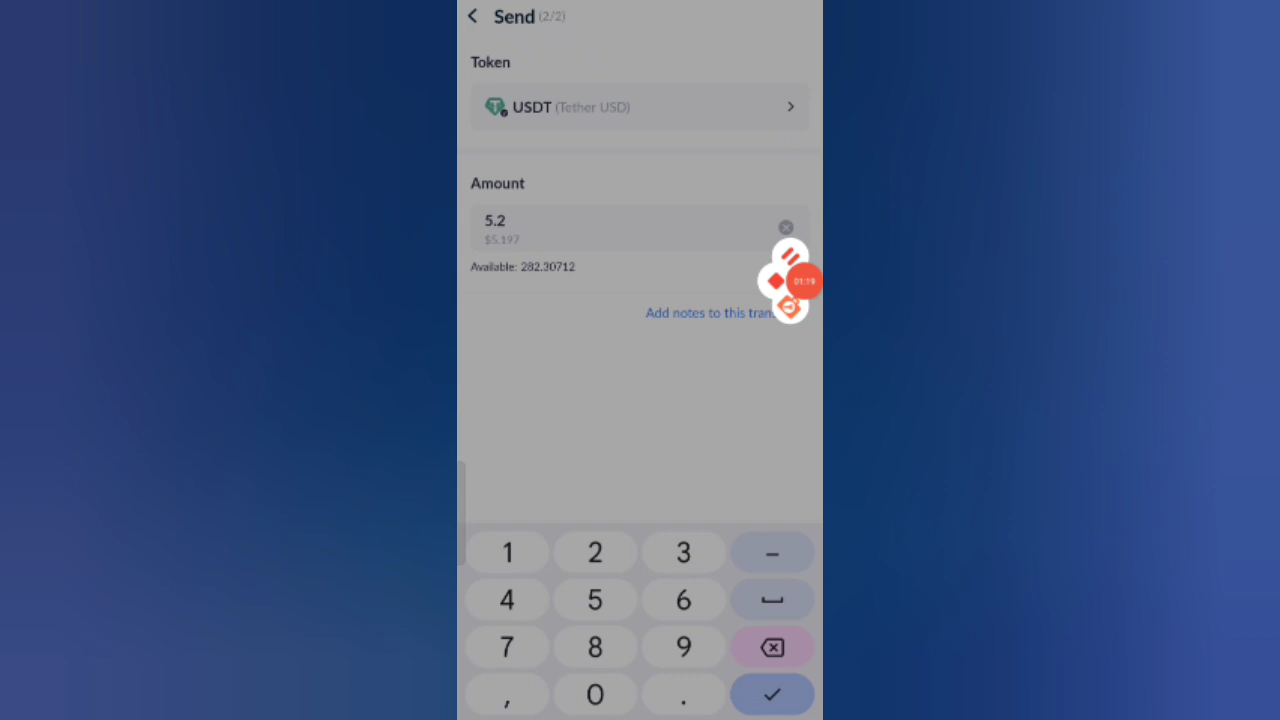 Send (2/2)
Token
USDT (Tether USD)
Amount
5.2
$5.197
Available: 282.30712
01:19
Add notes to this tran
1 2 3 –
4 5 6
7 8 9
, 0 .